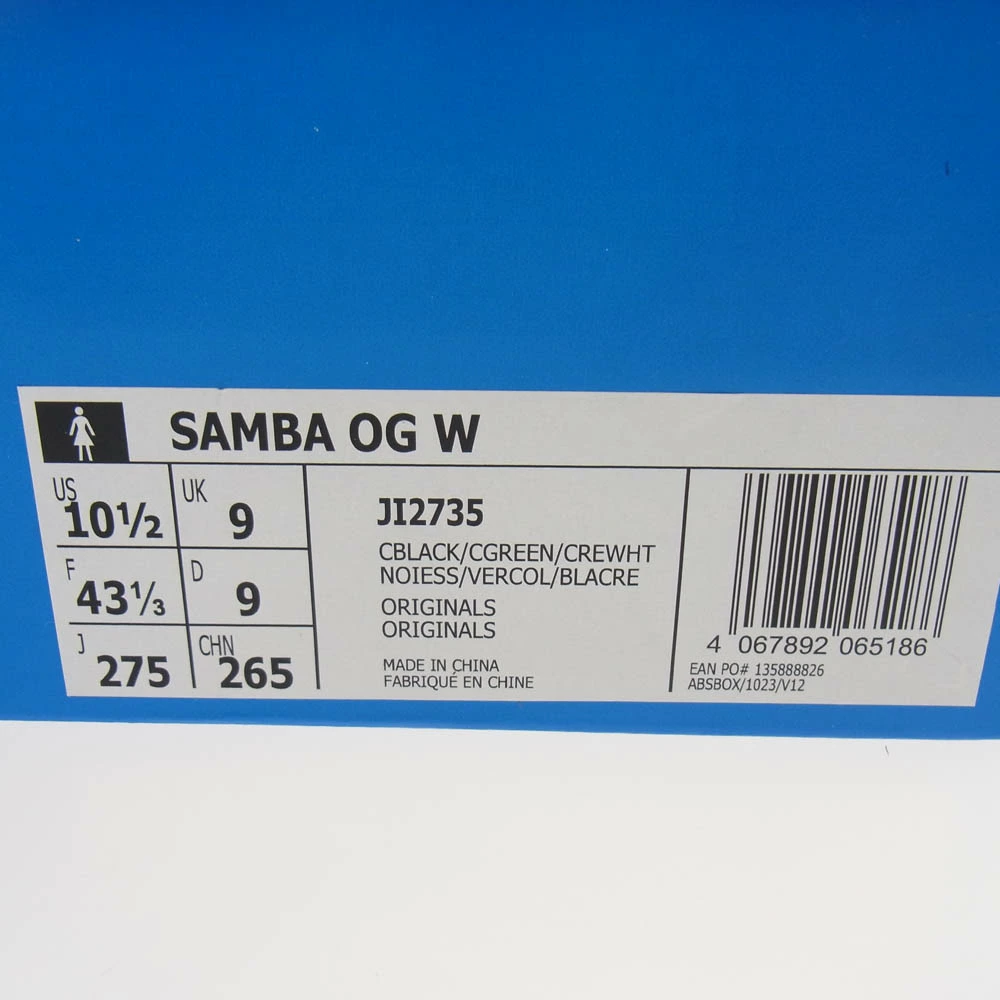 SAMBA OG W
US 10½ UK 9
F 43⅓ D 9
J 275 CHN 265
JI2735
CBLACK/CGREEN/CREWHT
NOIESS/VERCOL/BLACRE
ORIGINALS
ORIGINALS
MADE IN CHINA
FABRIQUÉ EN CHINE
4 067892 065186
EAN PO# 135888826
ABSBOX/1023/V12